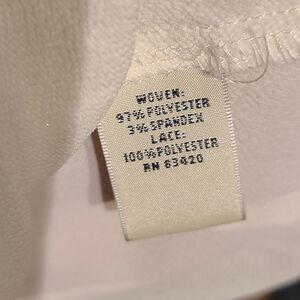 WOVEN:
97% POLYESTER
3% SPANDEX
LACE:
100% POLYESTER
RN 83420